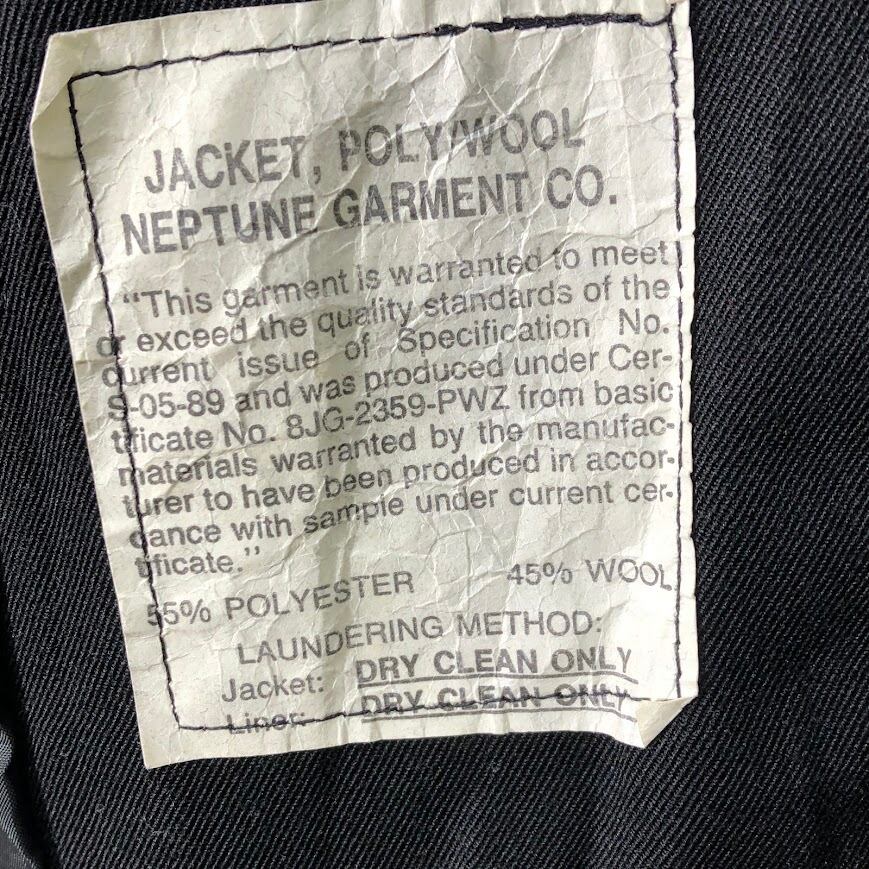 JACKET, POLY/WOOL
NEPTUNE GARMENT CO.
"This garment is warranted to meet
or exceed the quality standards of the
current issue of Specification No.
S-05-89 and was produced under Cer-
tificate No. 8JG-2359-PWZ from basic
materials warranted by the manufac-
turer to have been produced in accor-
dance with sample under current cer-
tificate."
55% POLYESTER 45% WOOL
LAUNDERING METHOD:
Jacket: DRY CLEAN ONLY
Liner: DRY CLEAN ONLY